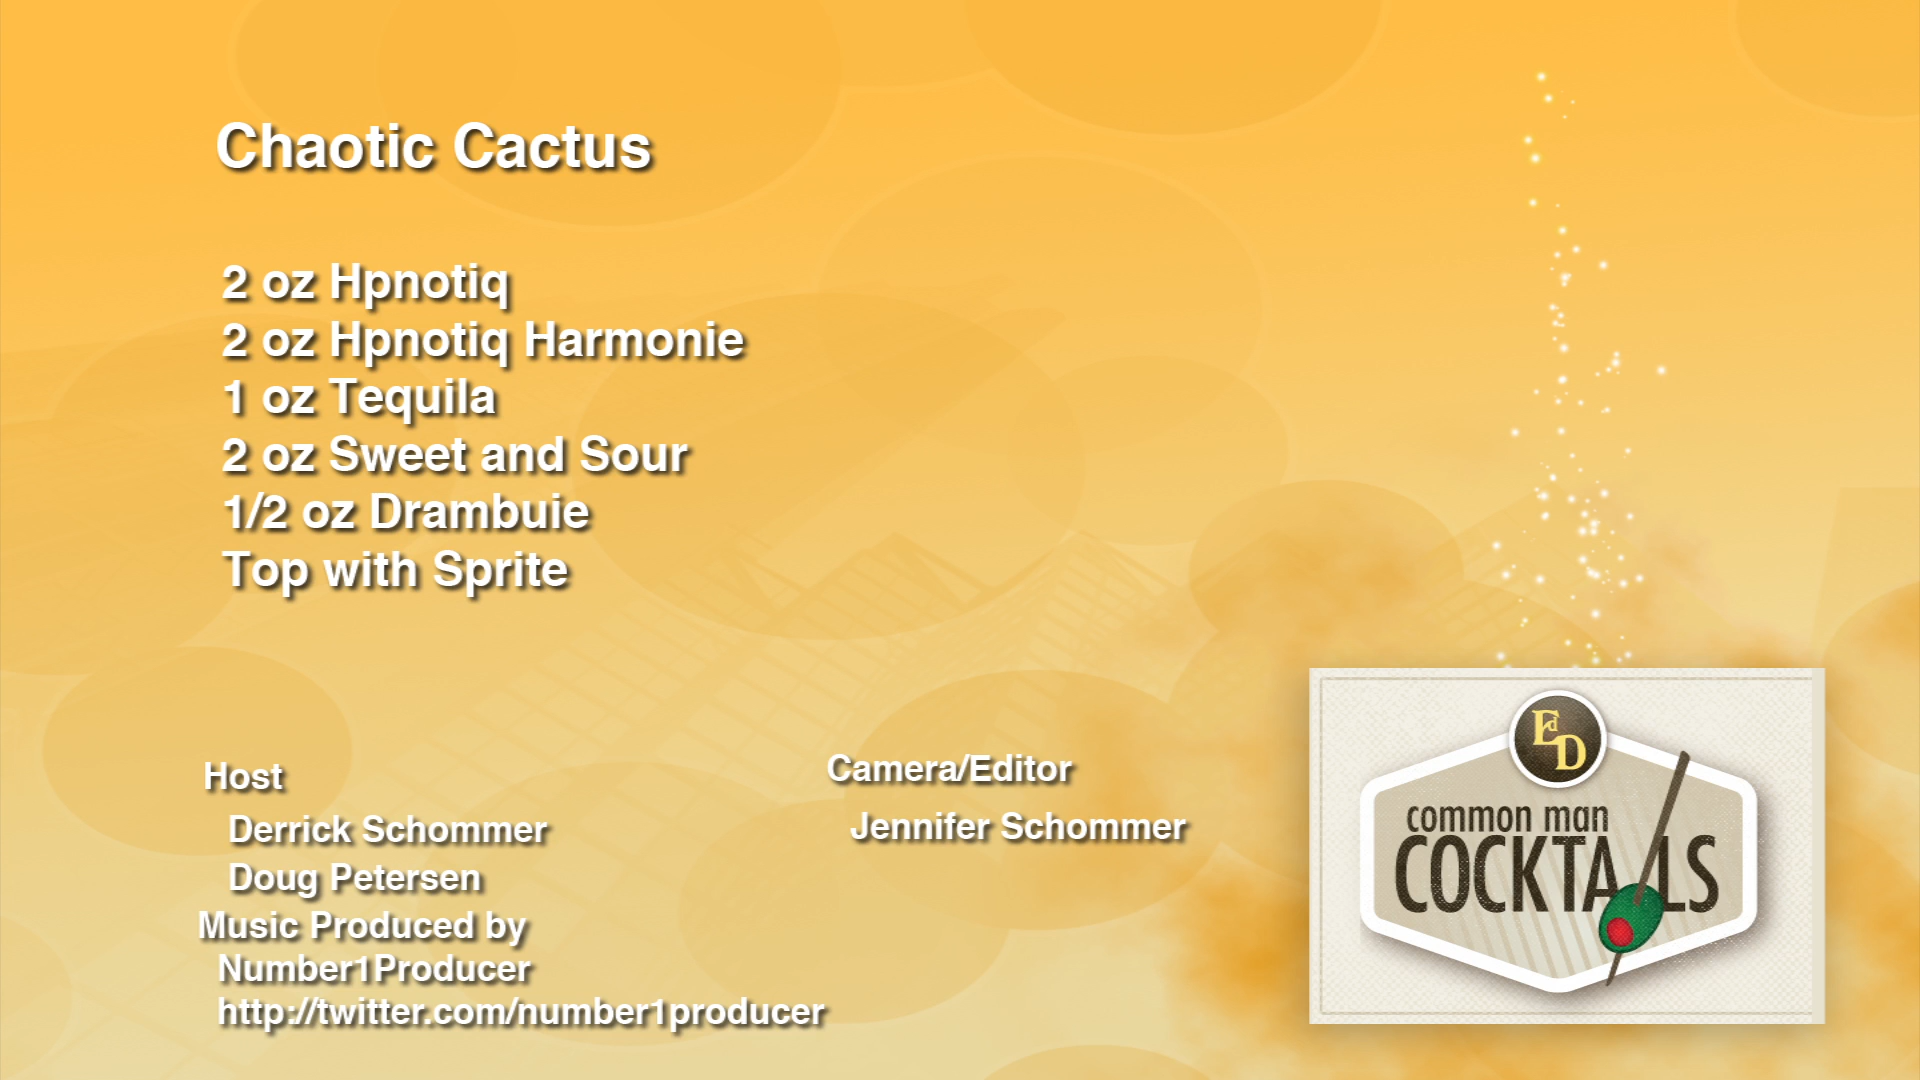 Chaotic Cactus
2 oz Hpnotiq
2 oz Hpnotiq Harmonie
1 oz Tequila
2 oz Sweet and Sour
1/2 oz Drambuie
Top with Sprite
Host
Derrick Schommer
Doug Petersen
Music Produced by
Number1Producer
http://twitter.com/number1producer
Camera/Editor
Jennifer Schommer
EdD
common man
COCKTAILS